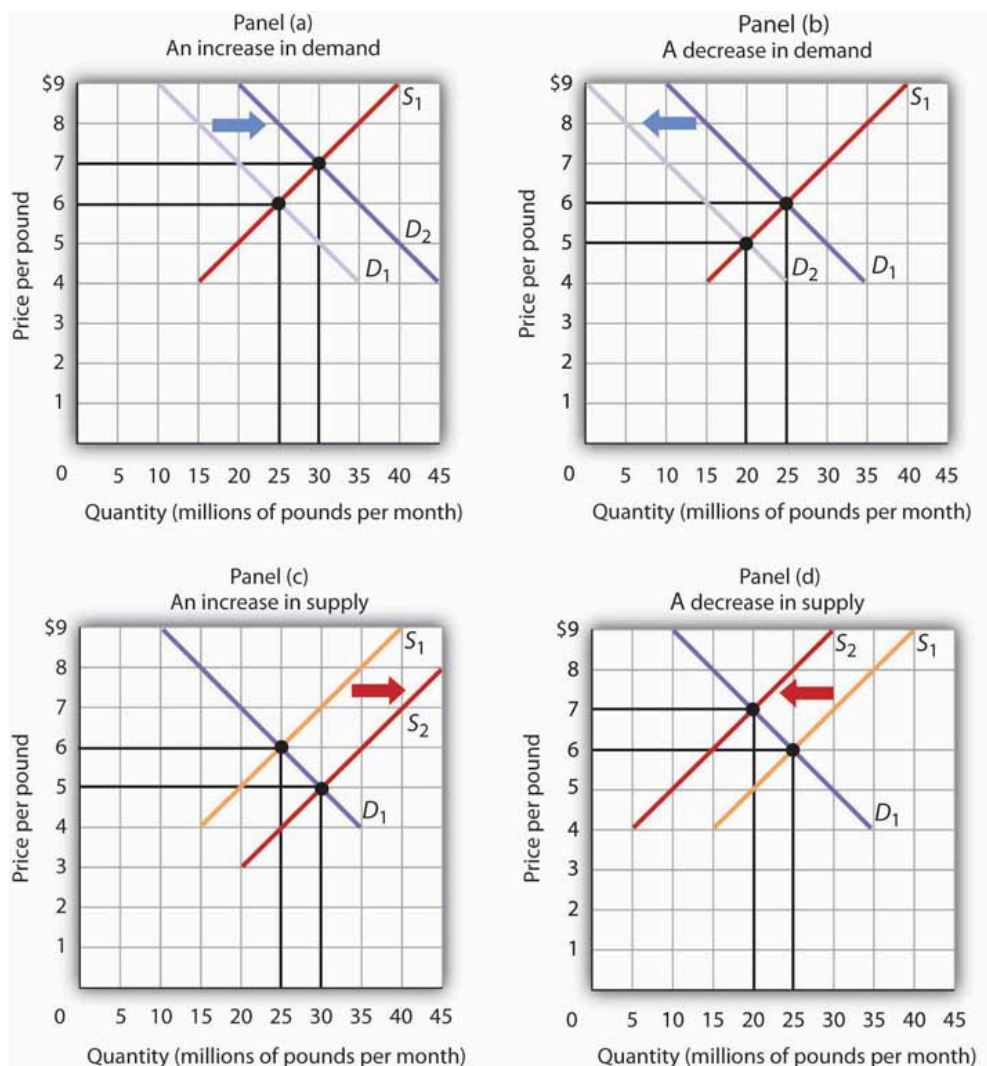 Panel (a)
An increase in demand
$9
8
7
6
5
4
3
2
1
0
5 10 15 20 25 30 35 40 45
S1
D2
D1
Price per pound
Quantity (millions of pounds per month)
Panel (b)
A decrease in demand
$9
8
7
6
5
4
3
2
1
0
5 10 15 20 25 30 35 40 45
S1
D2
D1
Price per pound
Quantity (millions of pounds per month)
Panel (c)
An increase in supply
$9
8
7
6
5
4
3
2
1
0
5 10 15 20 25 30 35 40 45
S1
S2
D1
Price per pound
Quantity (millions of pounds per month)
Panel (d)
A decrease in supply
$9
8
7
6
5
4
3
2
1
0
5 10 15 20 25 30 35 40 45
S2
S1
D1
Price per pound
Quantity (millions of pounds per month)